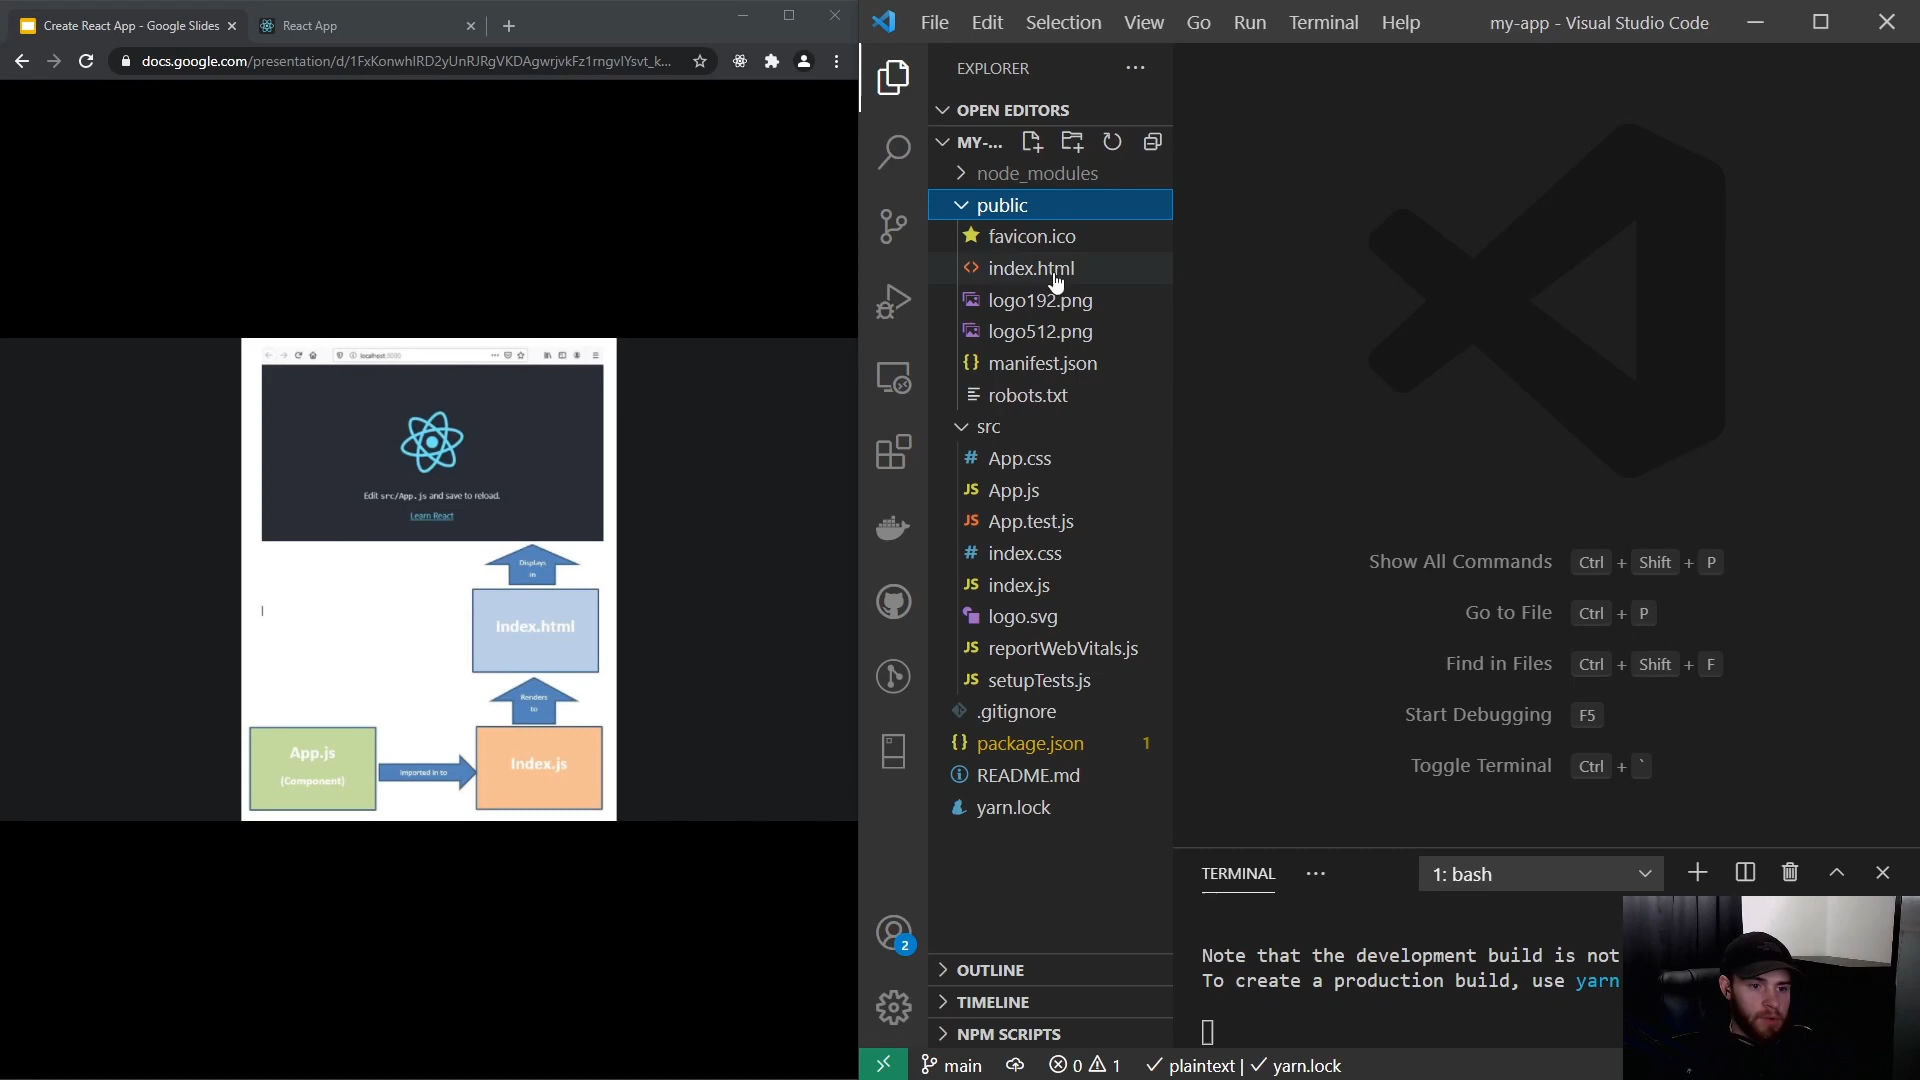 Create React App - Google Slides
React App
docs.google.com/presentation/d/1FxKonwhIRD2yUnRJRgVKDAgwrjvkFz1rngvIYsvt_k...
localhost:3000
Edit src/App.js and save to reload.
Learn React
Displays
in
Index.html
Renders
to
App.js
(Component)
Imported in to
Index.js
File Edit Selection View Go Run Terminal Help
my-app - Visual Studio Code
EXPLORER
OPEN EDITORS
MY-...
node_modules
public
favicon.ico
index.html
logo192.png
logo512.png
manifest.json
robots.txt
src
App.css
App.js
App.test.js
index.css
index.js
logo.svg
reportWebVitals.js
setupTests.js
.gitignore
package.json 1
README.md
yarn.lock
OUTLINE
TIMELINE
NPM SCRIPTS
2
Show All Commands Ctrl + Shift + P
Go to File Ctrl + P
Find in Files Ctrl + Shift + F
Start Debugging F5
Toggle Terminal Ctrl + `
TERMINAL
1: bash
Note that the development build is not
To create a production build, use yarn
main
0 1
plaintext | yarn.lock